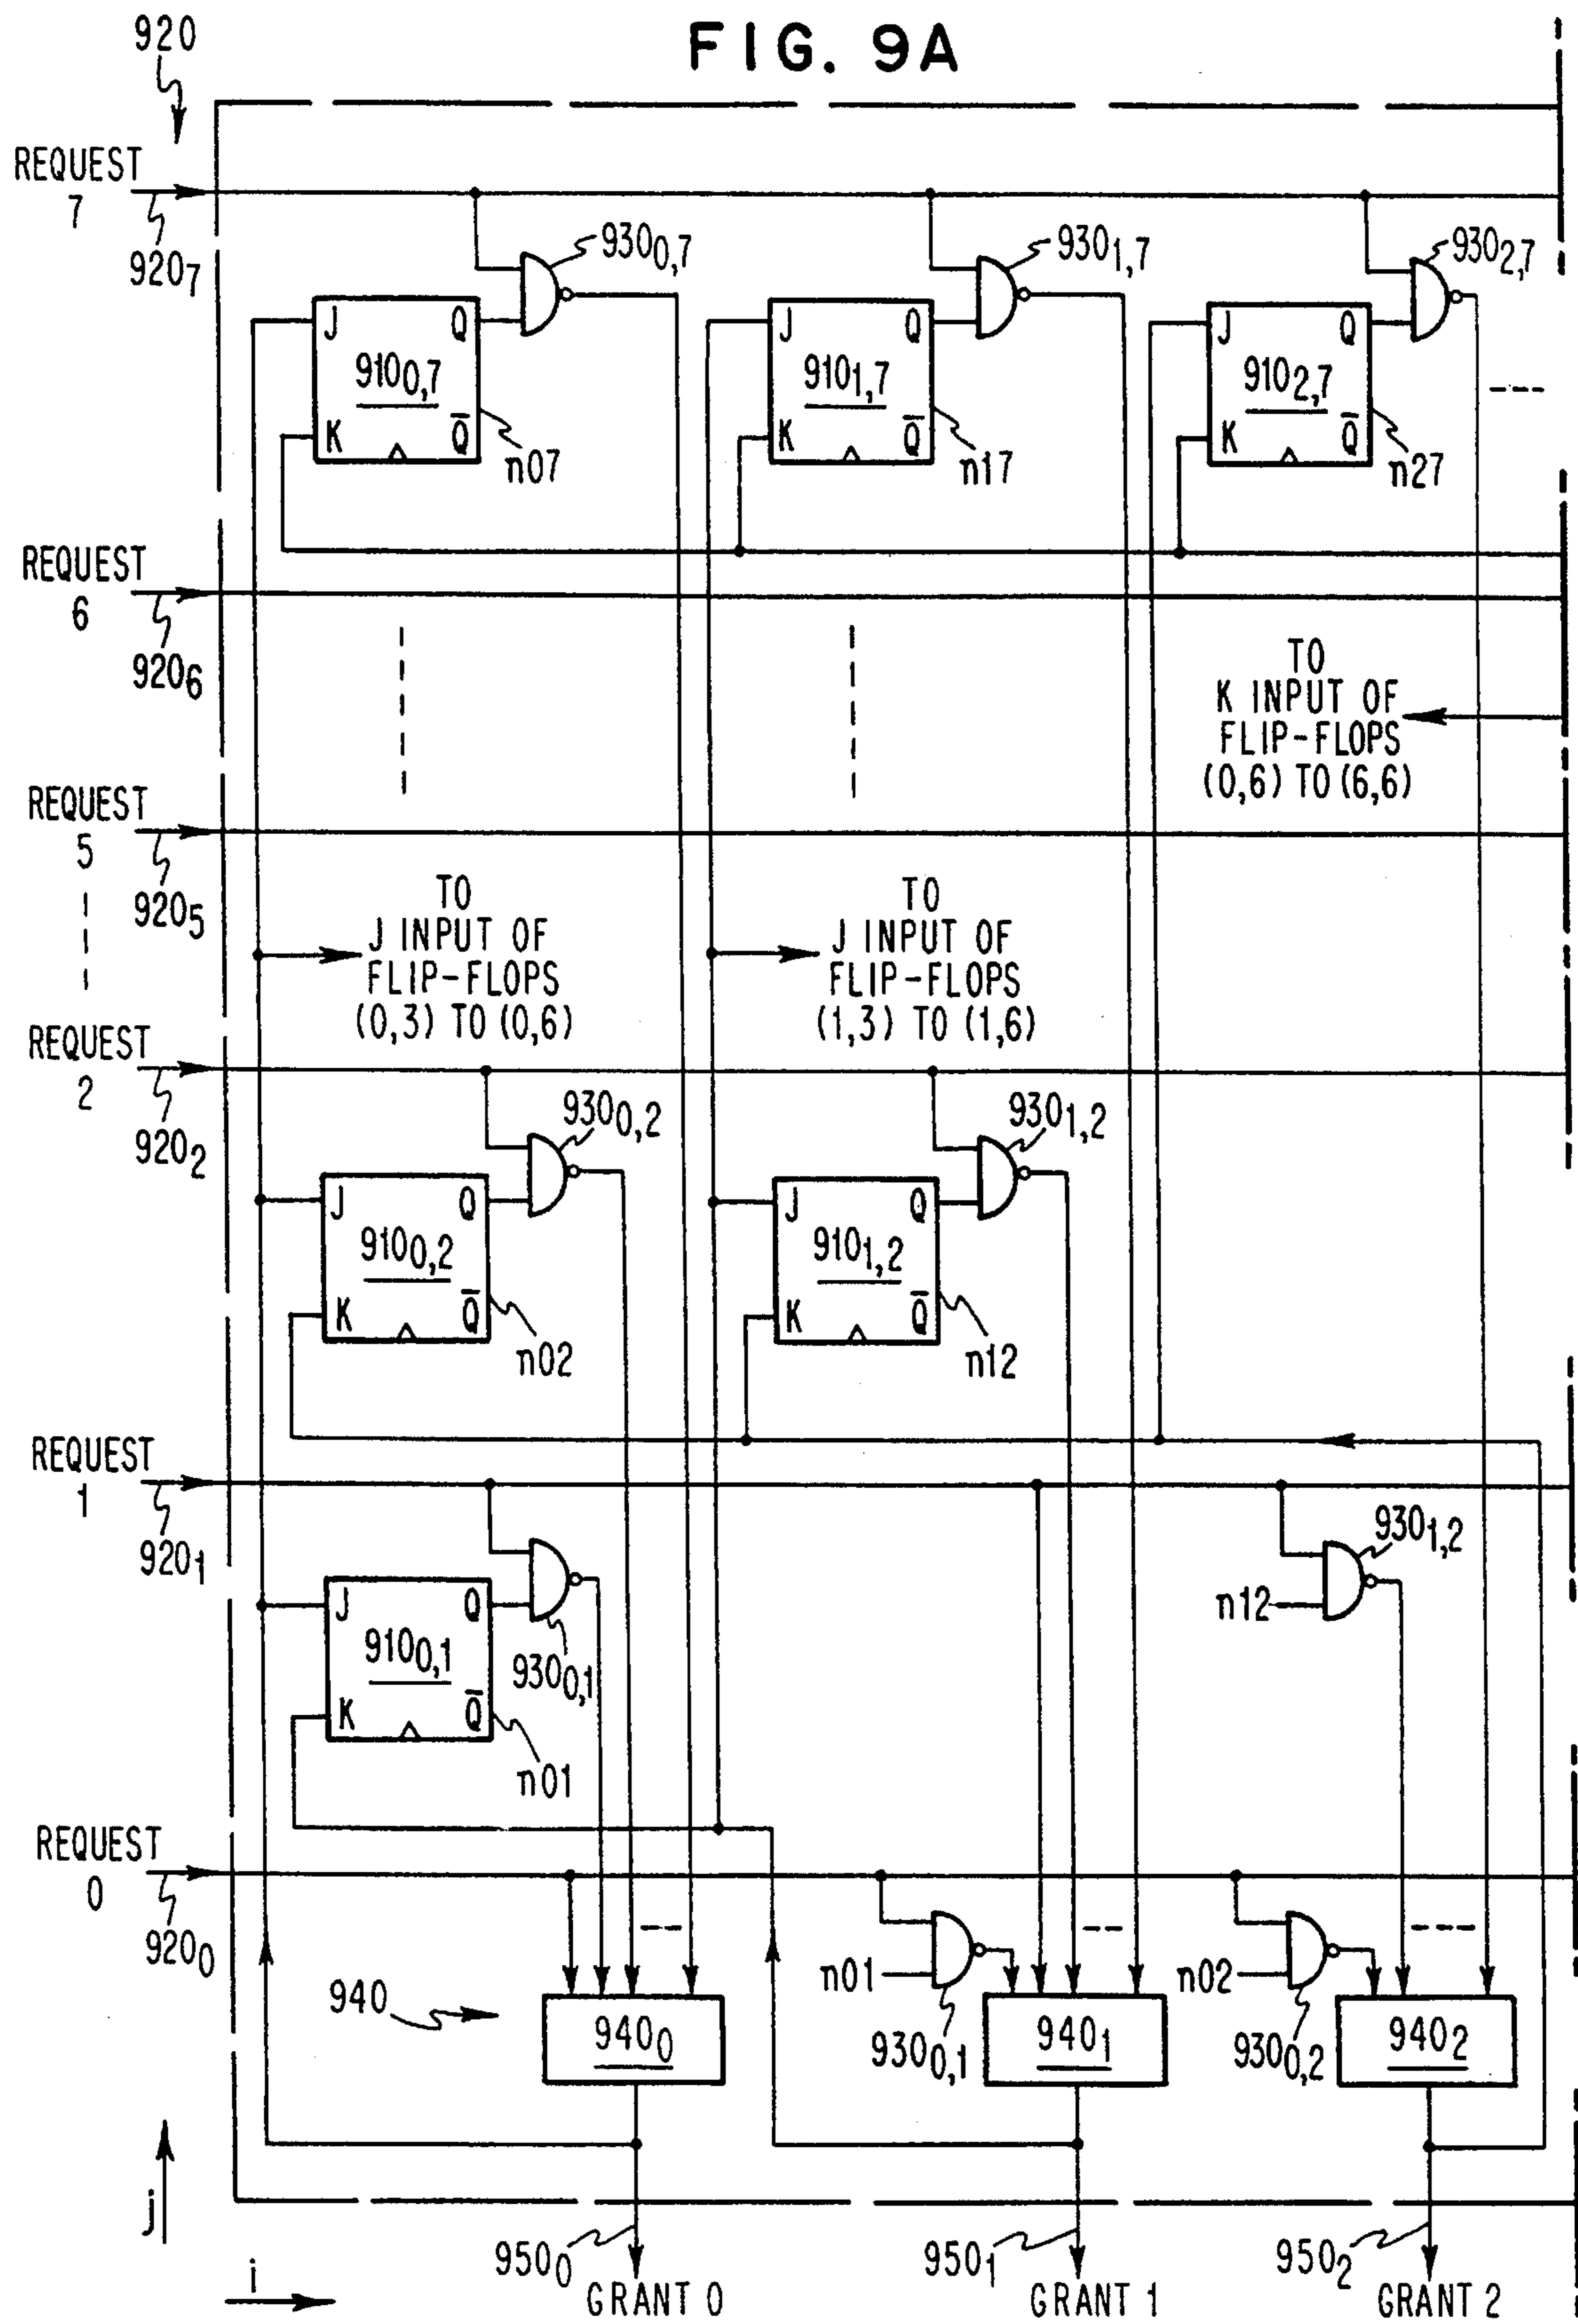 FIG. 9A
920
REQUEST
7
920₇
930₀,₇
930₁,₇
930₂,₇
J Q
910₀,₇
K Q̅
n07
J Q
910₁,₇
K Q̅
n17
J Q
910₂,₇
K Q̅
n27
REQUEST
6
920₆
TO
K INPUT OF
FLIP-FLOPS
(0,6) TO (6,6)
REQUEST
5
920₅
TO
J INPUT OF
FLIP-FLOPS
(0,3) TO (0,6)
TO
J INPUT OF
FLIP-FLOPS
(1,3) TO (1,6)
REQUEST
2
920₂
930₀,₂
930₁,₂
J Q
910₀,₂
K Q̅
n02
J Q
910₁,₂
K Q̅
n12
REQUEST
1
920₁
930₁,₂
n12
J Q
910₀,₁
K Q̅
930₀,₁
n01
REQUEST
0
920₀
n01
n02
940
940₀
930₀,₁
940₁
930₀,₂
940₂
j
i
950₀
950₁
950₂
GRANT 0
GRANT 1
GRANT 2